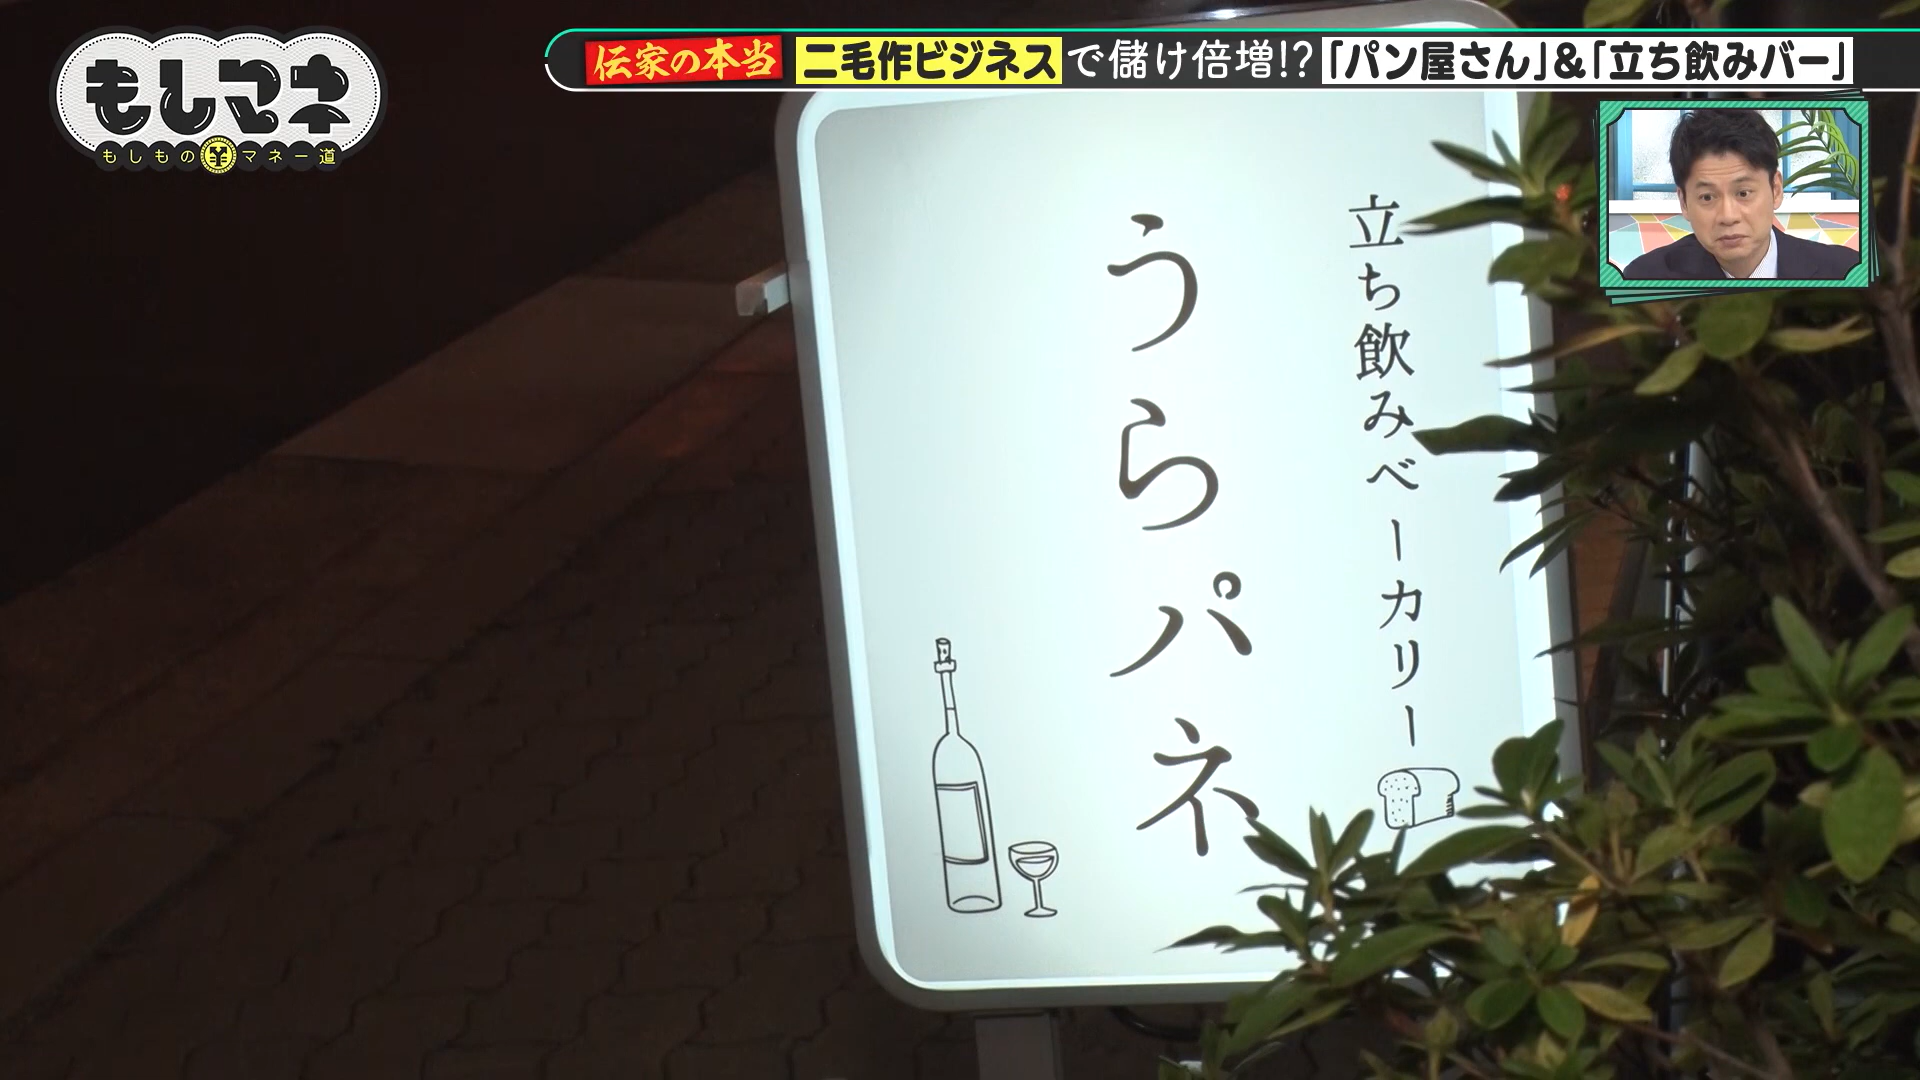 もしマネ
もしもの¥マネー道
伝家の本当 二毛作ビジネスで儲け倍増!?「パン屋さん」&「立ち飲みバー」
立ち飲みベーカリー
うらパネ